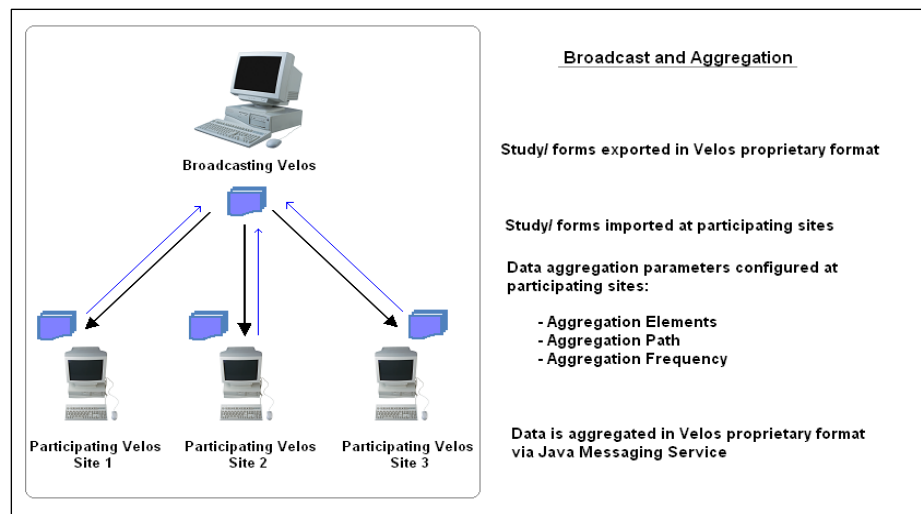 Broadcast and Aggregation
Broadcasting Velos
Study/ forms exported in Velos proprietary format
Study/ forms imported at participating sites
Data aggregation parameters configured at
participating sites:
- Aggregation Elements
- Aggregation Path
- Aggregation Frequency
Participating Velos
Site 1
Participating Velos
Site 2
Participating Velos
Site 3
Data is aggregated in Velos proprietary format
via Java Messaging Service